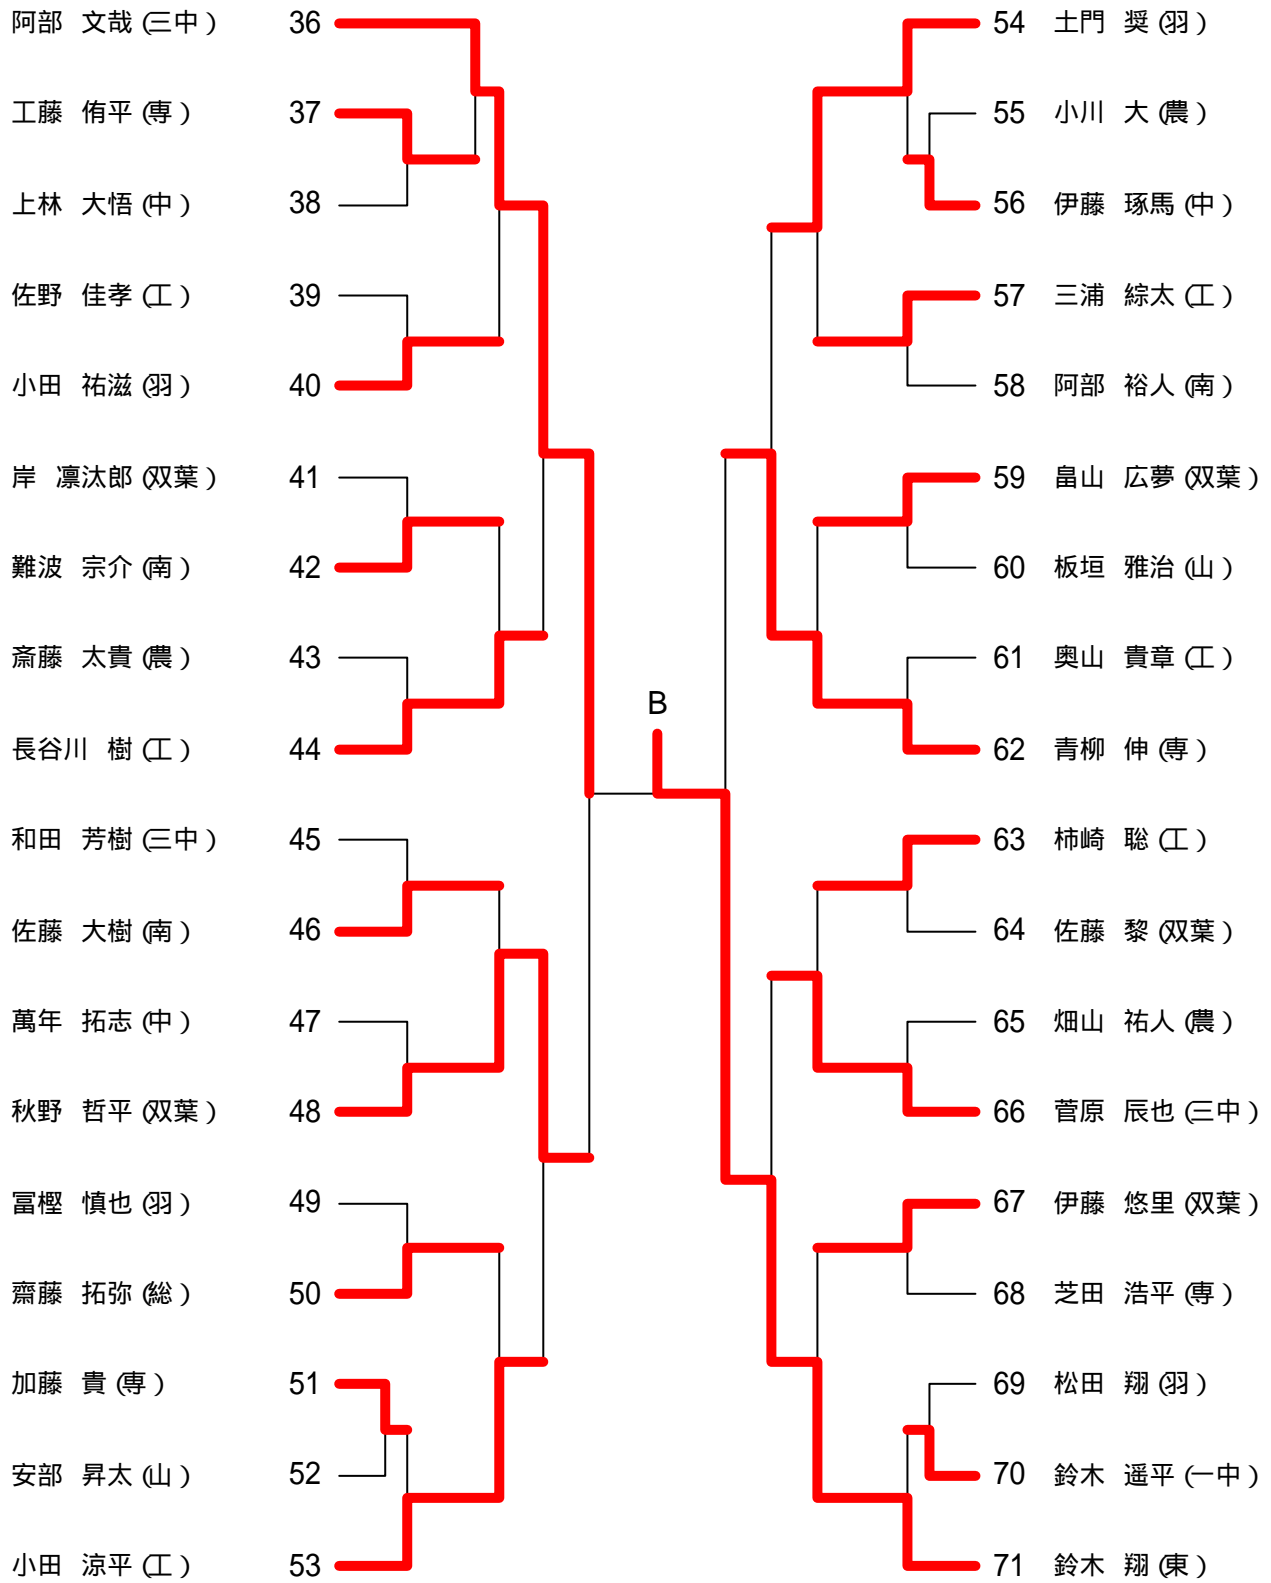 阿部 文哉 (三中) 36
工藤 侑平 (専) 37
上林 大悟 (中) 38
佐野 佳孝 (工) 39
小田 祐滋 (羽) 40
岸 凛汰郎 (双葉) 41
難波 宗介 (南) 42
斎藤 太貴 (農) 43
長谷川 樹 (工) 44
和田 芳樹 (三中) 45
佐藤 大樹 (南) 46
萬年 拓志 (中) 47
秋野 哲平 (双葉) 48
冨樫 慎也 (羽) 49
齋藤 拓弥 (総) 50
加藤 貴 (専) 51
安部 昇太 (山) 52
小田 涼平 (工) 53
B
54 土門 奨 (羽)
55 小川 大 (農)
56 伊藤 琢馬 (中)
57 三浦 綜太 (工)
58 阿部 裕人 (南)
59 畠山 広夢 (双葉)
60 板垣 雅治 (山)
61 奥山 貴章 (工)
62 青柳 伸 (専)
63 柿崎 聡 (工)
64 佐藤 黎 (双葉)
65 畑山 祐人 (農)
66 菅原 辰也 (三中)
67 伊藤 悠里 (双葉)
68 芝田 浩平 (専)
69 松田 翔 (羽)
70 鈴木 遥平 (一中)
71 鈴木 翔 (東)